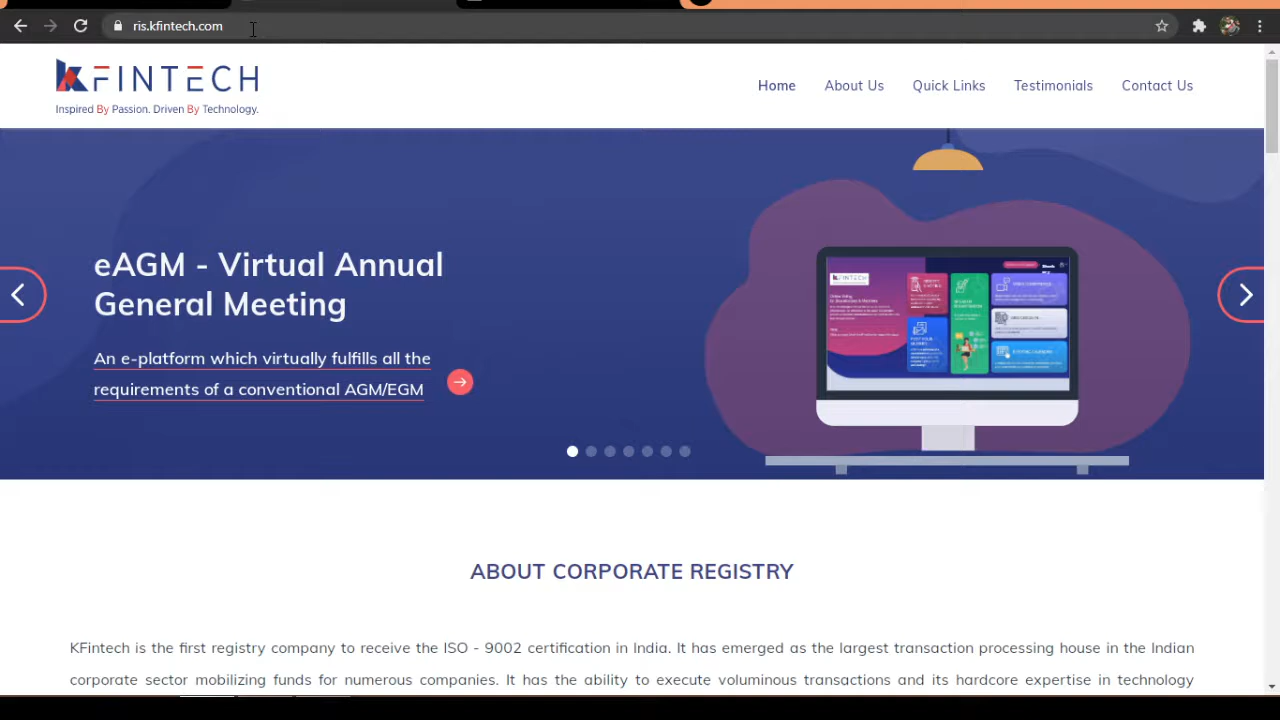 ris.kfintech.com
KFINTECH
Inspired By Passion. Driven By Technology.
Home About Us Quick Links Testimonials Contact Us
eAGM - Virtual Annual
General Meeting
An e-platform which virtually fulfills all the
requirements of a conventional AGM/EGM
KFINTECH
ABOUT CORPORATE REGISTRY
KFintech is the first registry company to receive the ISO - 9002 certification in India. It has emerged as the largest transaction processing house in the Indian
corporate sector mobilizing funds for numerous companies. It has the ability to execute voluminous transactions and its hardcore expertise in technology